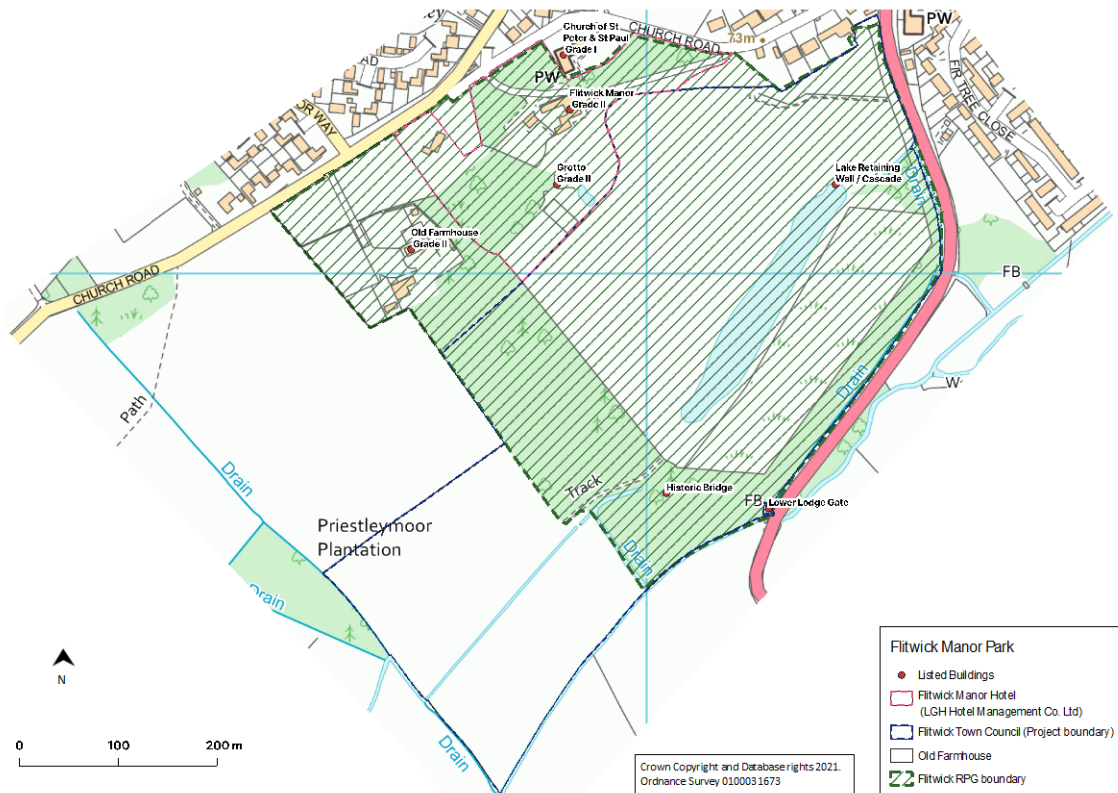 ey
Church of St
Peter & St Paul
Grade I
CHURCH ROAD
73m
PW
PW
AD
Flitwick Manor
Grade II
FIR TREE CLOSE
OR WAY
Grotto
Grade II
Lake Retaining
Wall / Cascade
Drain
Old Farmhouse
Grade II
CHURCH ROAD
FB
Path
Drain
W
Drain
Track
Historic Bridge
FB
Lower Lodge Gate
Priestleymoor
Plantation
Drain
Drain
Drain
N
0 100 200 m
Crown Copyright and Database rights 2021.
Ordnance Survey 0100031673
Flitwick Manor Park
Listed Buildings
Flitwick Manor Hotel
(LGH Hotel Management Co. Ltd)
Flitwick Town Council (Project boundary)
Old Farmhouse
Flitwick RPG boundary